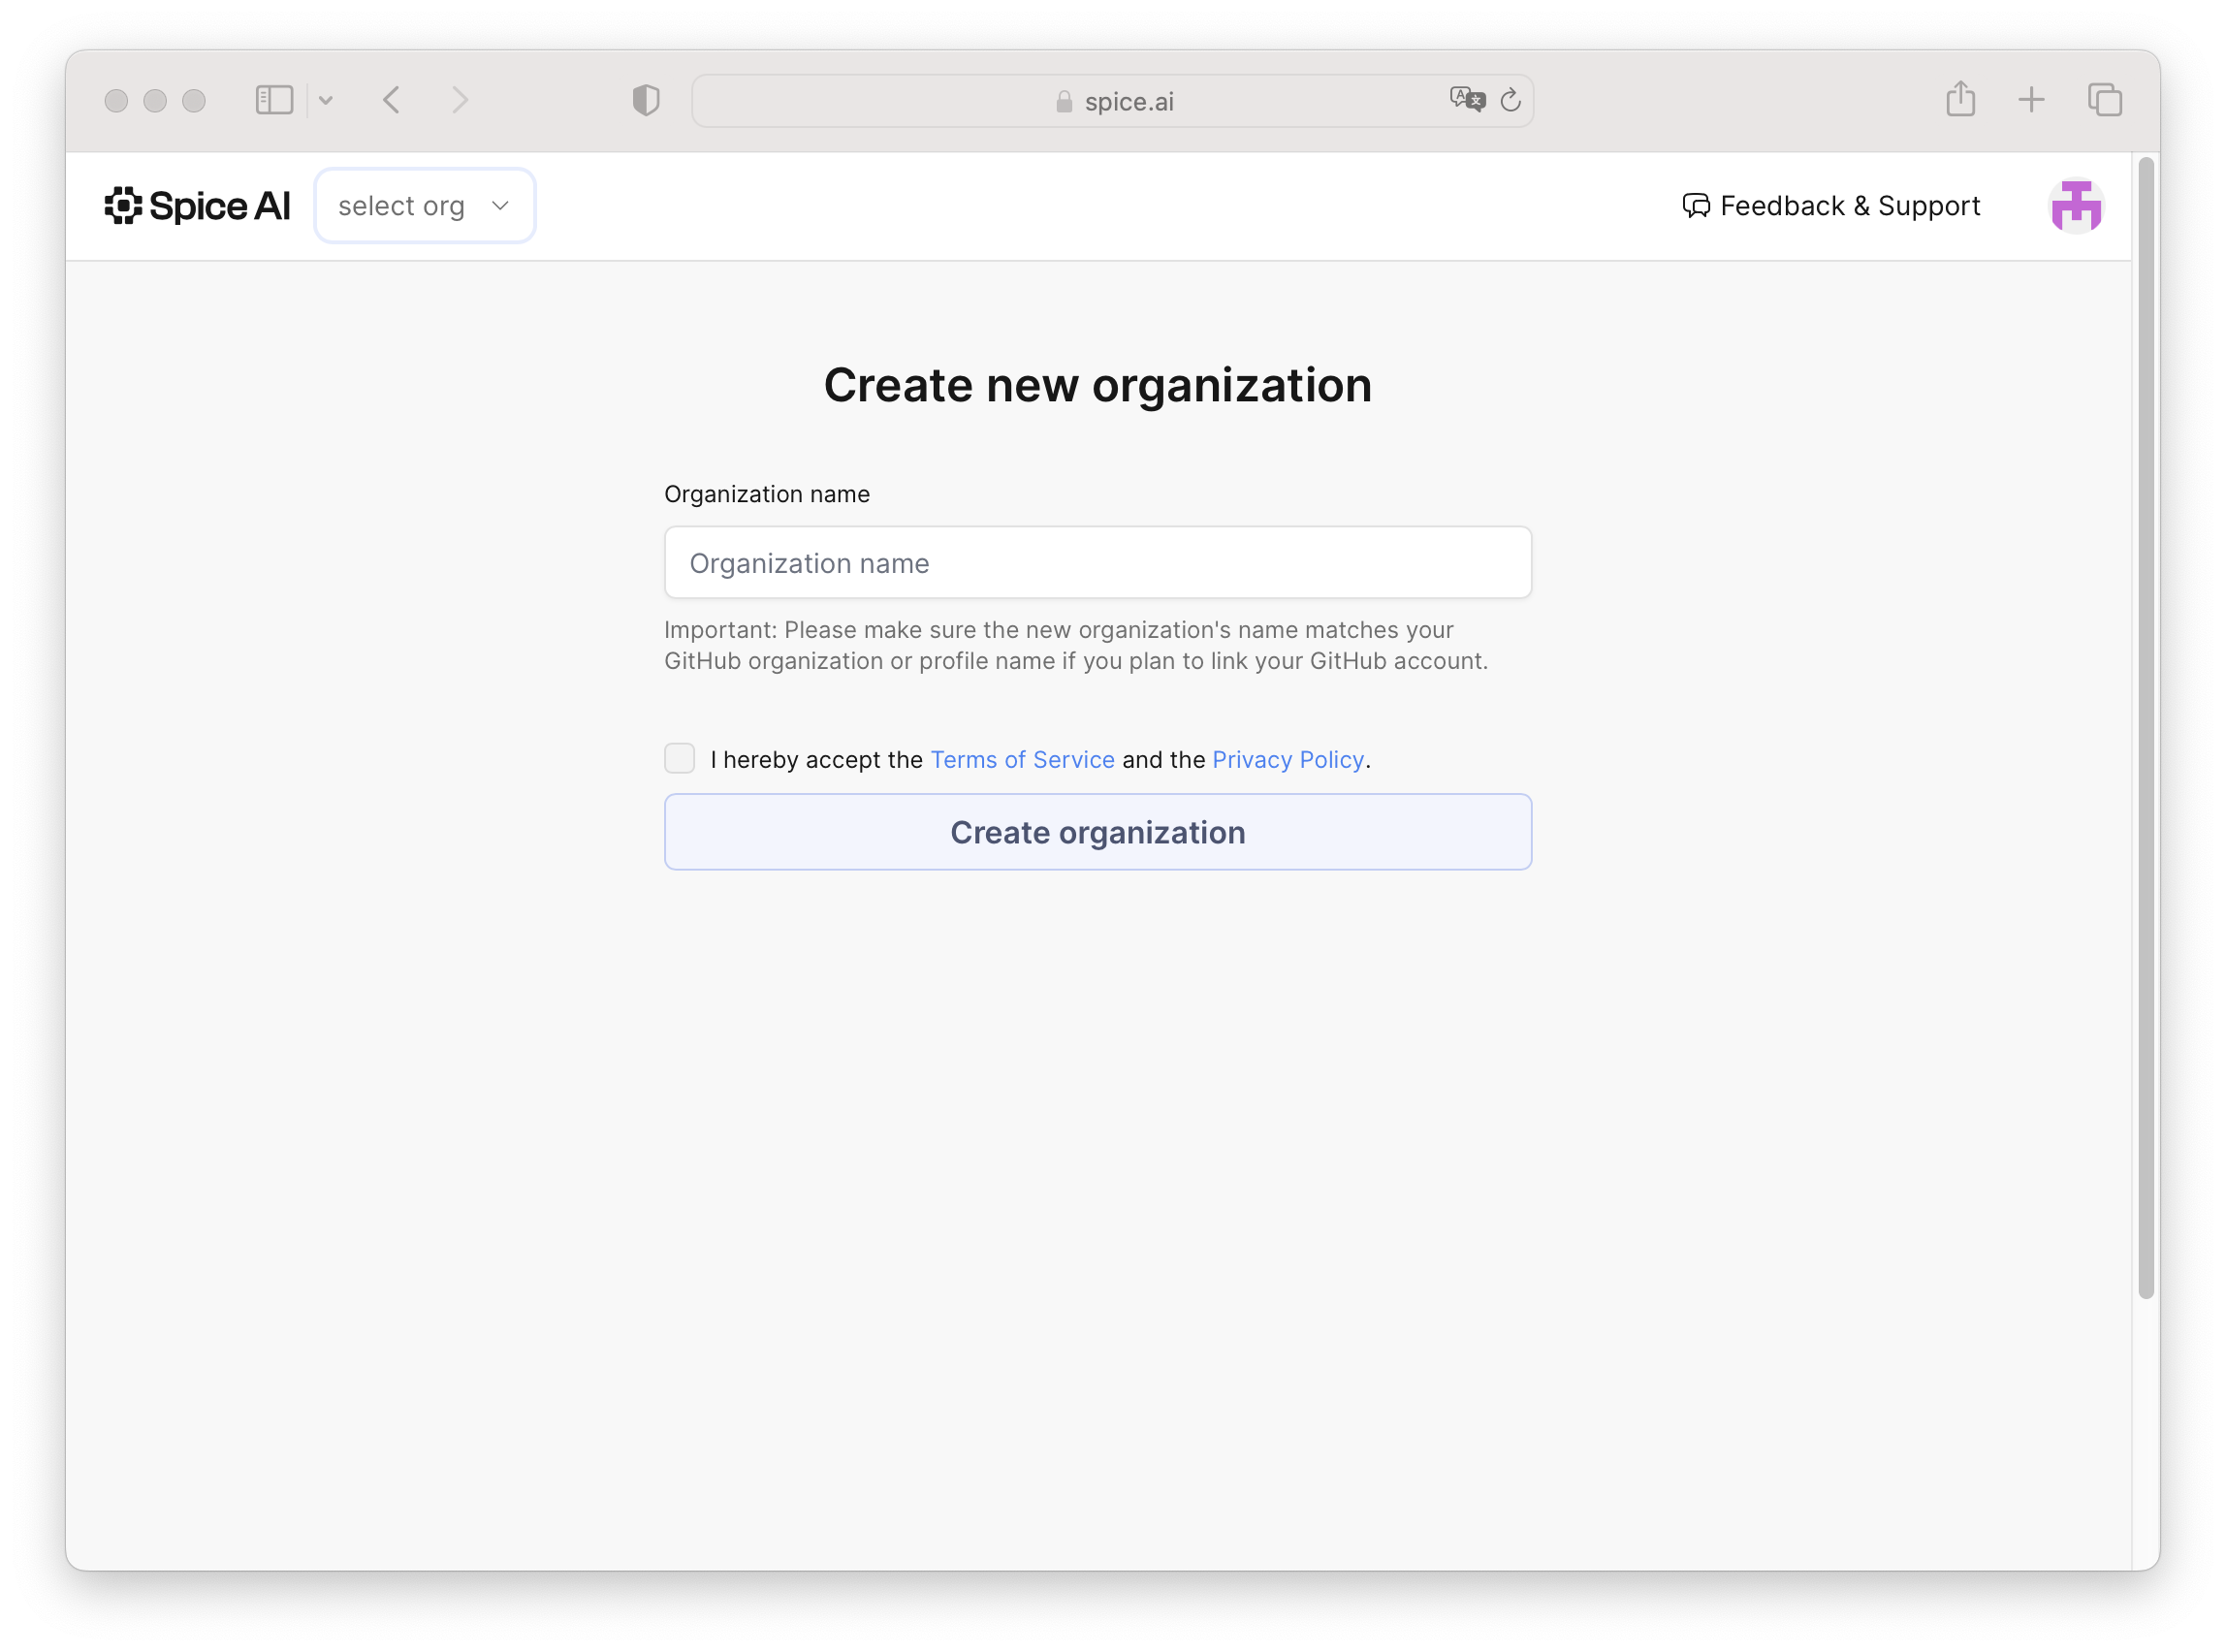 spice.ai
Spice AI
select org
Feedback & Support
Create new organization
Organization name
Organization name
Important: Please make sure the new organization's name matches your
GitHub organization or profile name if you plan to link your GitHub account.
I hereby accept the Terms of Service and the Privacy Policy.
Create organization